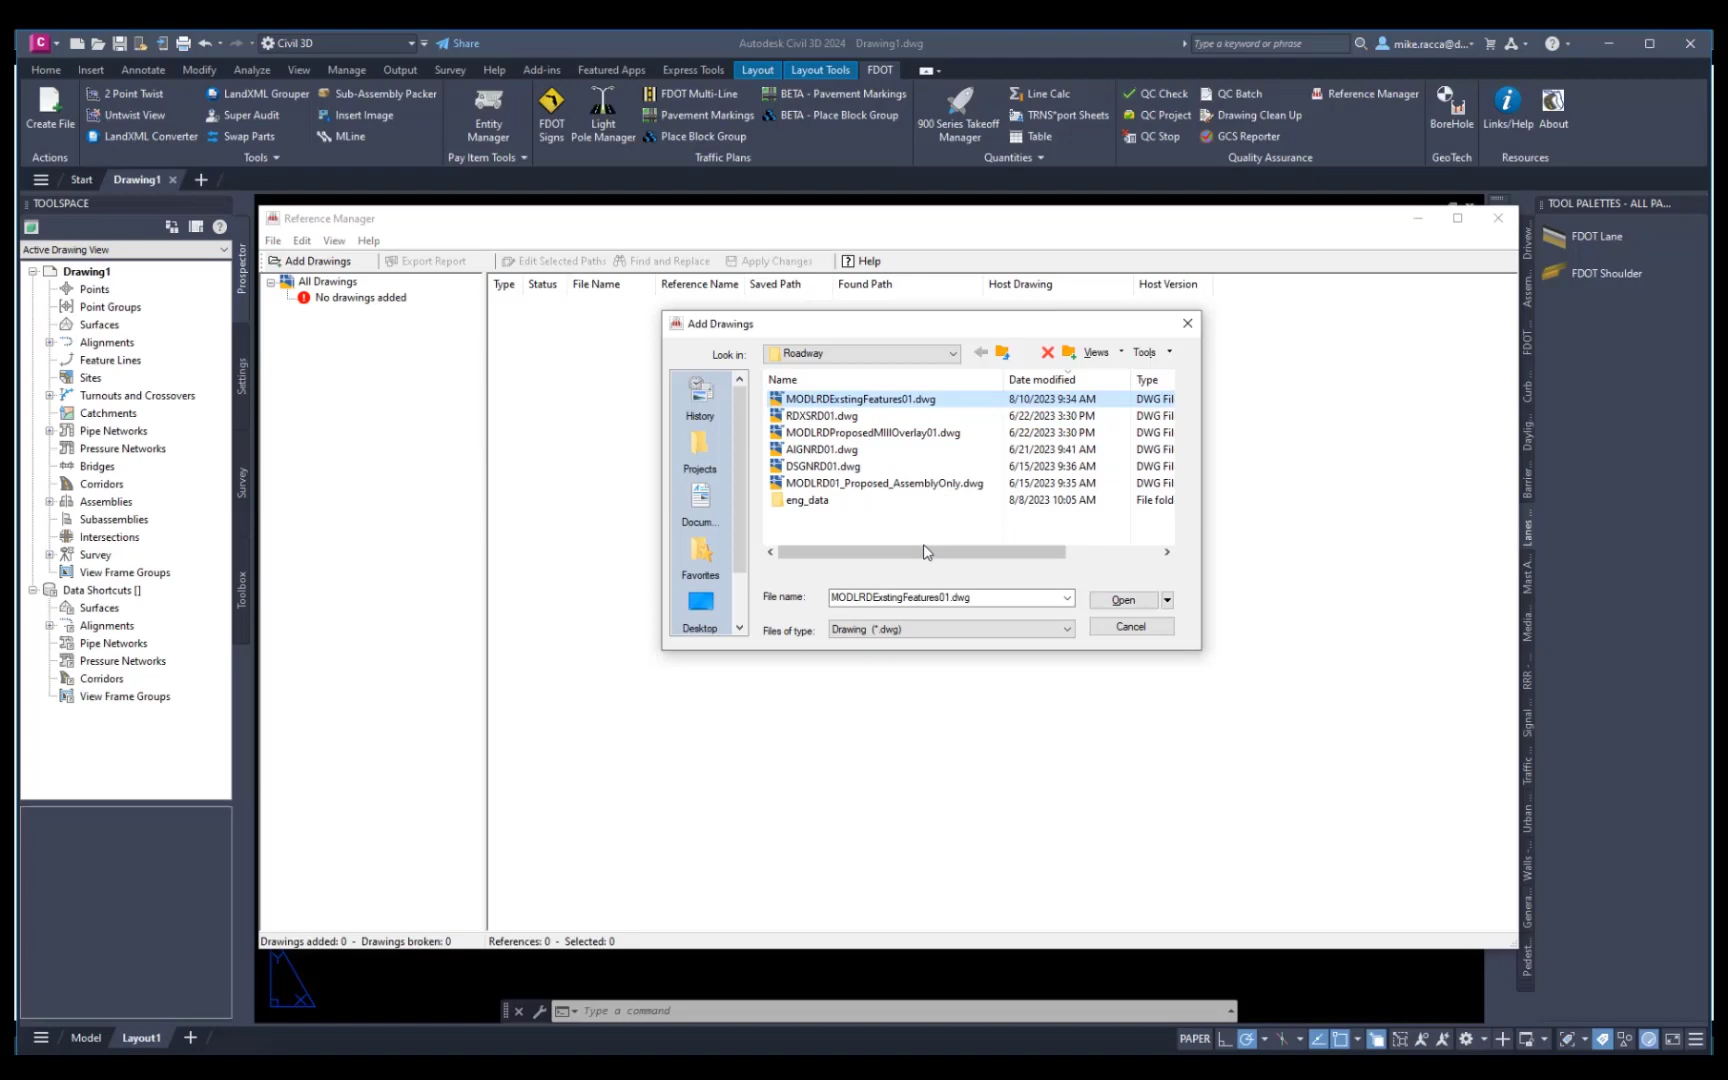 C Civil 3D Share Autodesk Civil 3D 2024 Drawing1.dwg Type a keyword or phrase mike.racca@d...
Home Insert Annotate Modify Analyze View Manage Output Survey Help Add-ins Featured Apps Express Tools Layout Layout Tools FDOT
Create File
Actions
2 Point Twist LandXML Grouper Sub-Assembly Packer
Untwist View Super Audit Insert Image
LandXML Converter Swap Parts MLine
Tools
Entity
Manager
Pay Item Tools
FDOT
Signs
Light
Pole Manager
FDOT Multi-Line BETA - Pavement Markings
Pavement Markings BETA - Place Block Group
Place Block Group
Traffic Plans
900 Series Takeoff
Manager
Line Calc
TRNS*port Sheets
Table
Quantities
QC Check QC Batch Reference Manager
QC Project Drawing Clean Up
QC Stop GCS Reporter
Quality Assurance
BoreHole
GeoTech
Links/Help About
Resources
Start Drawing1
TOOLSPACE
Active Drawing View
Drawing1
Points
Point Groups
Surfaces
Alignments
Feature Lines
Sites
Turnouts and Crossovers
Catchments
Pipe Networks
Pressure Networks
Bridges
Corridors
Assemblies
Subassemblies
Intersections
Survey
View Frame Groups
Data Shortcuts []
Surfaces
Alignments
Pipe Networks
Pressure Networks
Corridors
View Frame Groups
Prospector
Settings
Survey
Toolbox
Reference Manager
File Edit View Help
Add Drawings Export Report Edit Selected Paths Find and Replace Apply Changes ? Help
All Drawings
No drawings added
Type Status File Name Reference Name Saved Path Found Path Host Drawing Host Version
Add Drawings
Look in: Roadway Views Tools
History
Projects
Docum...
Favorites
Desktop
Name Date modified Type
MODLRDExstingFeatures01.dwg 8/10/2023 9:34 AM DWG Fil
RDXSRD01.dwg 6/22/2023 3:30 PM DWG Fil
MODLRDProposedMIllOverlay01.dwg 6/22/2023 3:30 PM DWG Fil
AIGNRD01.dwg 6/21/2023 9:41 AM DWG Fil
DSGNRD01.dwg 6/15/2023 9:36 AM DWG Fil
MODLRD01_Proposed_AssemblyOnly.dwg 6/15/2023 9:35 AM DWG Fil
eng_data 8/8/2023 10:05 AM File fold
File name: MODLRDExstingFeatures01.dwg Open
Files of type: Drawing (*.dwg) Cancel
Drawings added: 0 - Drawings broken: 0 References: 0 - Selected: 0
TOOL PALETTES - ALL PA...
FDOT Lane
FDOT Shoulder
Drivew...
Assem...
FDOT ...
Curb ...
Daylig...
Barrier...
Lanes ...
Mast A...
Media...
RRR - ...
Signal ...
Traffic ...
Urban ...
Walls - ...
Genera...
Pedest...
Y
X
Type a command
Model Layout1
PAPER